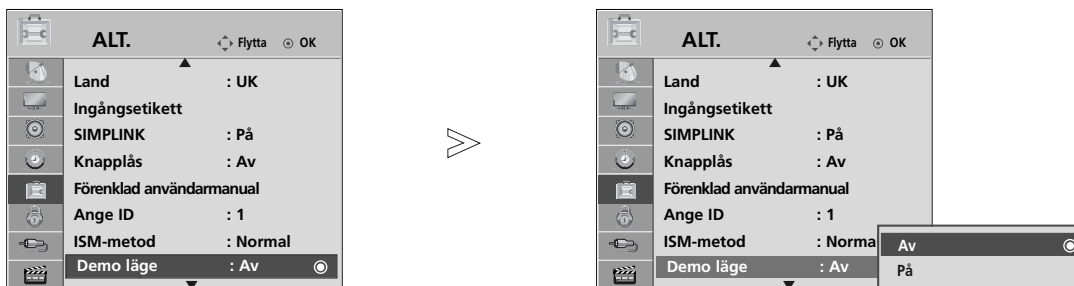 ALT. Flytta OK
Land : UK
Ingångsetikett
SIMPLINK : På
Knapplås : Av
Förenklad användarmanual
Ange ID : 1
ISM-metod : Normal
Demo läge : Av
ALT. Flytta OK
Land : UK
Ingångsetikett
SIMPLINK : På
Knapplås : Av
Förenklad användarmanual
Ange ID : 1
ISM-metod : Norma
Demo läge : Av
Av
På